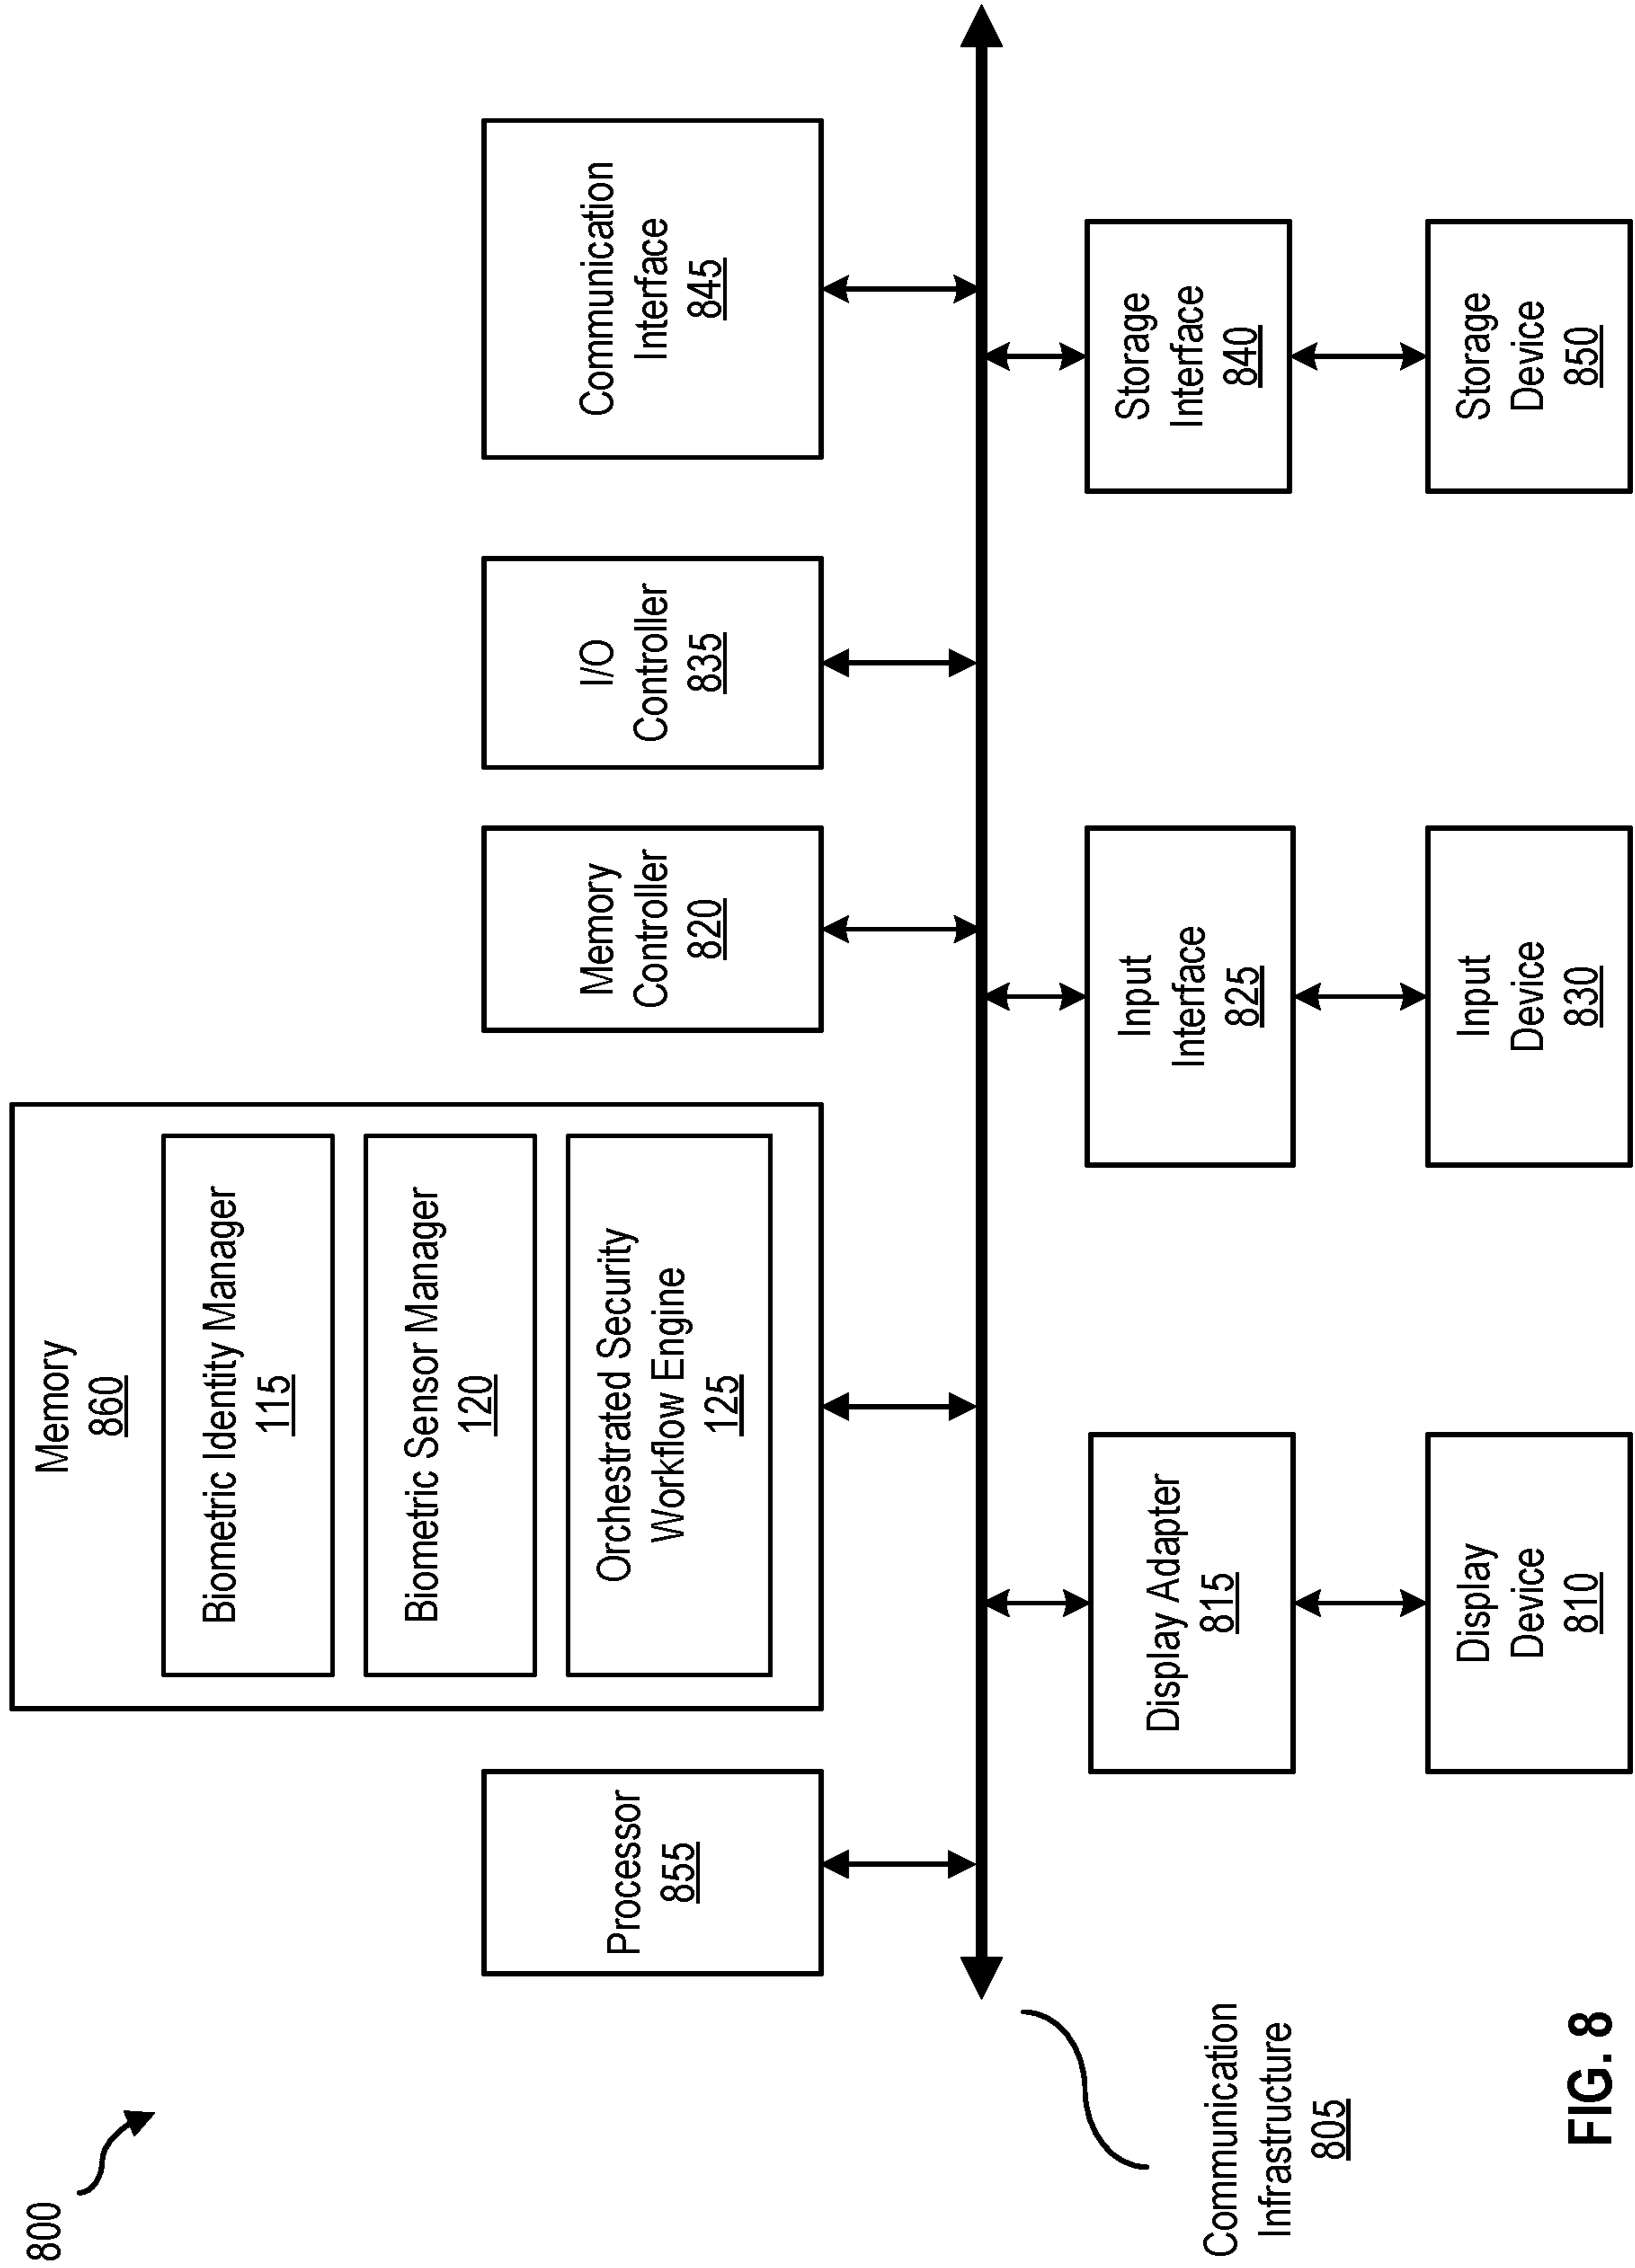 800
Memory
860
Biometric Identity Manager
115
Biometric Sensor Manager
120
Orchestrated Security
Workflow Engine
125
Processor
855
Memory
Controller
820
I/O
Controller
835
Communication
Interface
845
Communication
Infrastructure
805
Display Adapter
815
Input
Interface
825
Storage
Interface
840
Display
Device
810
Input
Device
830
Storage
Device
850
FIG. 8